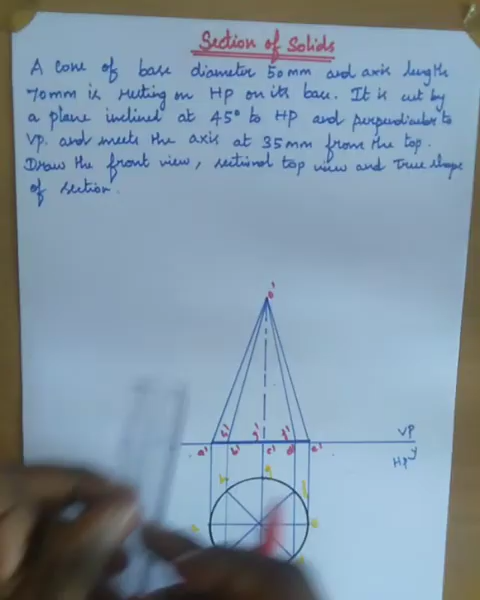 Section of Solids
A cone of base diameter 50mm and axis length
70mm is resting on HP on its base. It is cut by
a plane inclined at 45° to HP and perpendicular to
VP. and meets the axis at 35mm from the top.
Draw the front view, sectional top view and True shape
of section.
o'
VP
a' b' c' d' e'
HP y
g